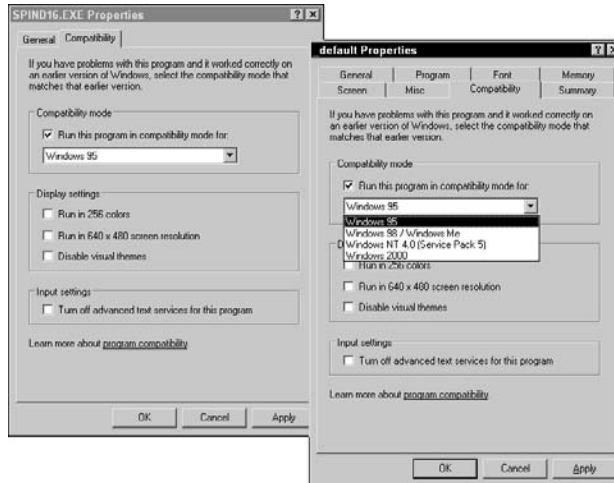 SPIND16.EXE Properties
General Compatibility
If you have problems with this program and it worked correctly on
an earlier version of Windows, select the compatibility mode that
matches that earlier version.
Compatibility mode
Run this program in compatibility mode for:
Windows 95
Display settings
Run in 256 colors
Run in 640 x 480 screen resolution
Disable visual themes
Input settings
Turn off advanced text services for this program
Learn more about program compatibility.
OK Cancel Apply
default Properties
General Program Font Memory
Screen Misc Compatibility Summary
If you have problems with this program and it worked correctly on
an earlier version of Windows, select the compatibility mode that
matches that earlier version.
Compatibility mode
Run this program in compatibility mode for:
Windows 95
Windows 95
Windows 98 / Windows Me
Windows NT 4.0 (Service Pack 5)
Windows 2000
D
Run in 256 colors
Run in 640 x 480 screen resolution
Disable visual themes
Input settings
Turn off advanced text services for this program
Learn more about program compatibility.
OK Cancel Apply